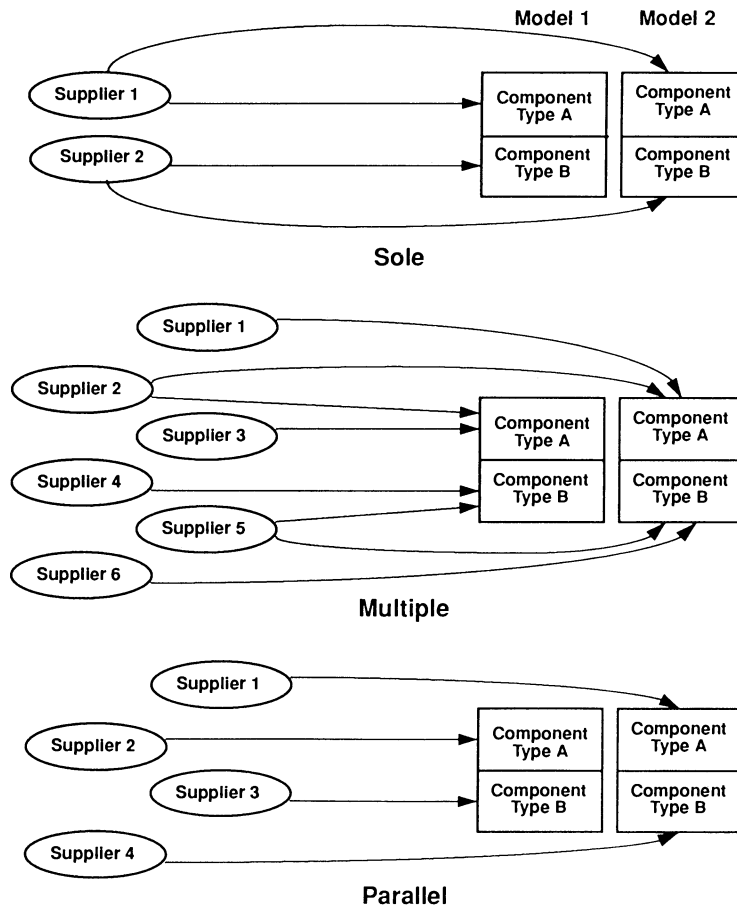 Model 1 Model 2
Supplier 1
Component
Type A
Component
Type A
Supplier 2
Component
Type B
Component
Type B
Sole
Supplier 1
Supplier 2
Supplier 3
Component
Type A
Component
Type A
Supplier 4
Component
Type B
Component
Type B
Supplier 5
Supplier 6
Multiple
Supplier 1
Supplier 2
Component
Type A
Component
Type A
Supplier 3
Component
Type B
Component
Type B
Supplier 4
Parallel